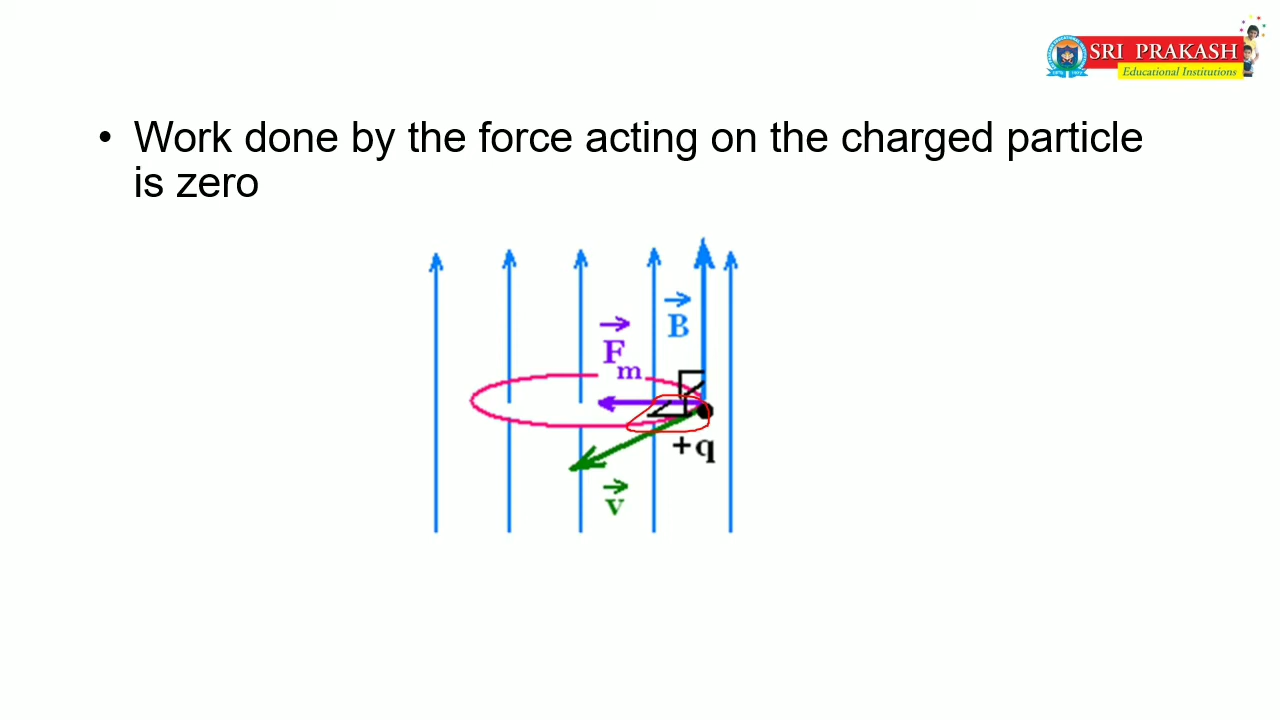 SRI PRAKASH
Educational Institutions
• Work done by the force acting on the charged particle
is zero
B
F
m
+q
v